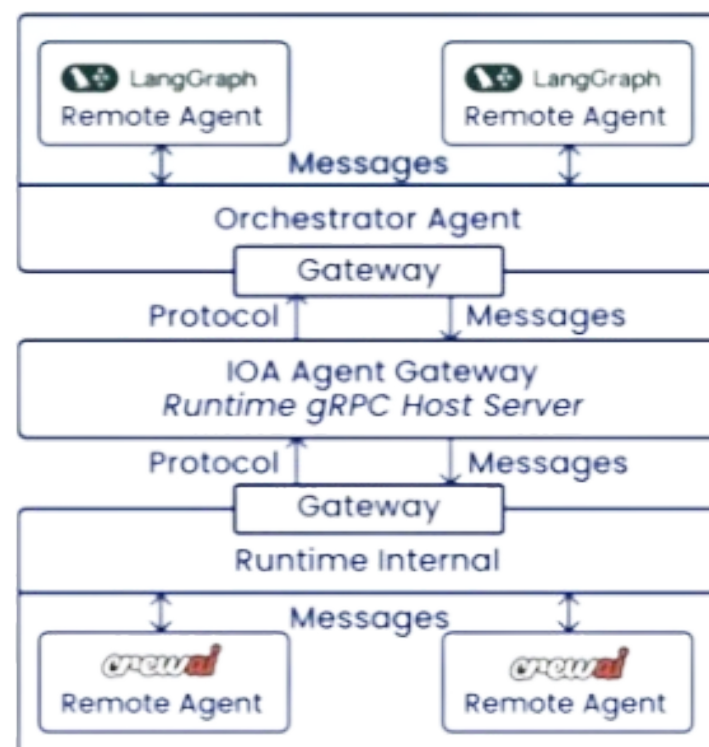 LangGraph LangGraph
Remote Agent Remote Agent
Messages
Orchestrator Agent
Gateway
Protocol Messages
IOA Agent Gateway
Runtime gRPC Host Server
Protocol Messages
Gateway
Runtime Internal
Messages
crewai crewai
Remote Agent Remote Agent